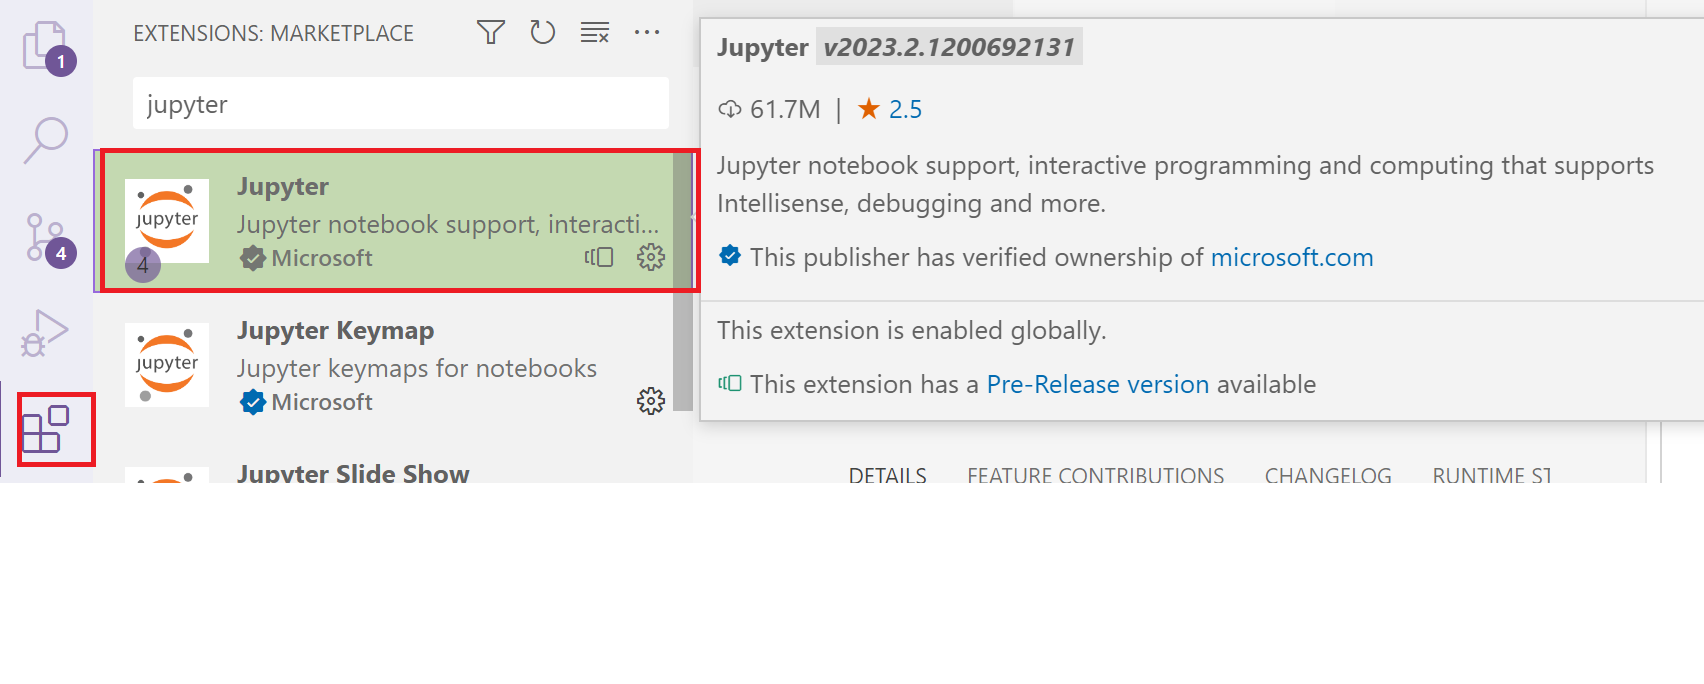 1
4
EXTENSIONS: MARKETPLACE
jupyter
jupyter
4
Jupyter
Jupyter notebook support, interacti...
Microsoft
jupyter
Jupyter Keymap
Jupyter keymaps for notebooks
Microsoft
Jupyter Slide Show
Jupyter v2023.2.1200692131
61.7M | ★ 2.5
Jupyter notebook support, interactive programming and computing that supports
Intellisense, debugging and more.
This publisher has verified ownership of microsoft.com
This extension is enabled globally.
This extension has a Pre-Release version available
DETAILS FEATURE CONTRIBUTIONS CHANGELOG RUNTIME ST